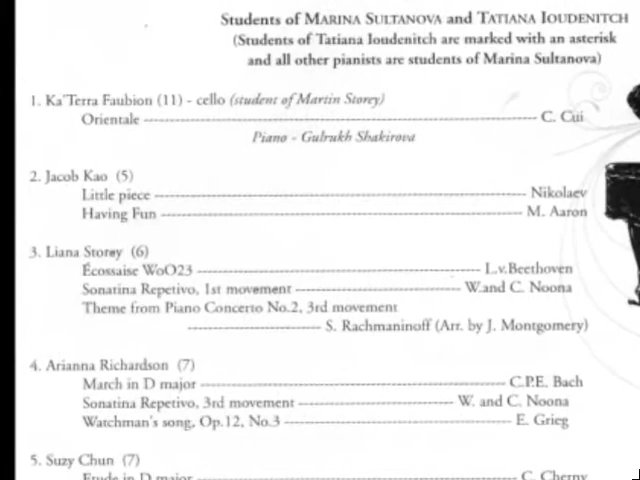 Students of MARINA SULTANOVA and TATIANA IOUDENITCH
(Students of Tatiana Ioudenitch are marked with an asterisk
and all other pianists are students of Marina Sultanova)
1. Ka'Terra Faubion (11) - cello (student of Martin Storey)
Orientale ---------------------------------------- C. Cui
Piano - Gulrukh Shakirova
2. Jacob Kao (5)
Little piece ---------------------------------------- Nikolaev
Having Fun ---------------------------------------- M. Aaron
3. Liana Storey (6)
Écossaise WoO23 ---------------------------------------- L.v.Beethoven
Sonatina Repetivo, 1st movement ------------------------- W.and C. Noona
Theme from Piano Concerto No.2, 3rd movement
-------------------- S. Rachmaninoff (Arr. by J. Montgomery)
4. Arianna Richardson (7)
March in D major ---------------------------------------- C.P.E. Bach
Sonatina Repetivo, 3rd movement ------------------------- W. and C. Noona
Watchman's song, Op.12, No.3 ------------------------- E. Grieg
5. Suzy Chun (7)
Etude in D major ---------------------------------------- C. Cherny